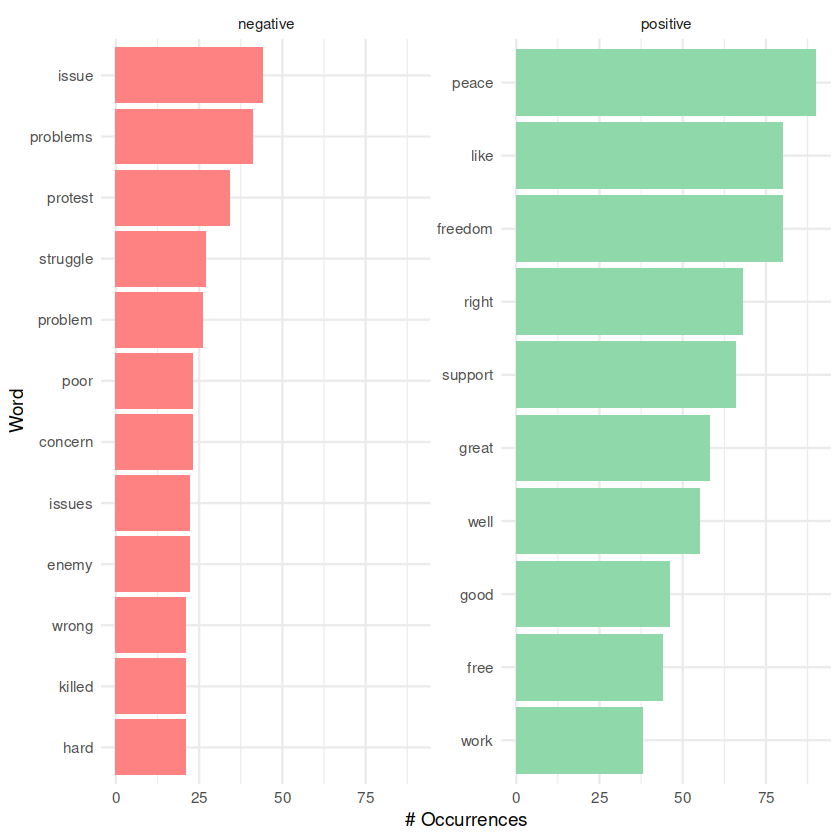 negative
positive
Word
issue
problems
protest
struggle
problem
poor
concern
issues
enemy
wrong
killed
hard
0 25 50 75
peace
like
freedom
right
support
great
well
good
free
work
0 25 50 75
# Occurrences